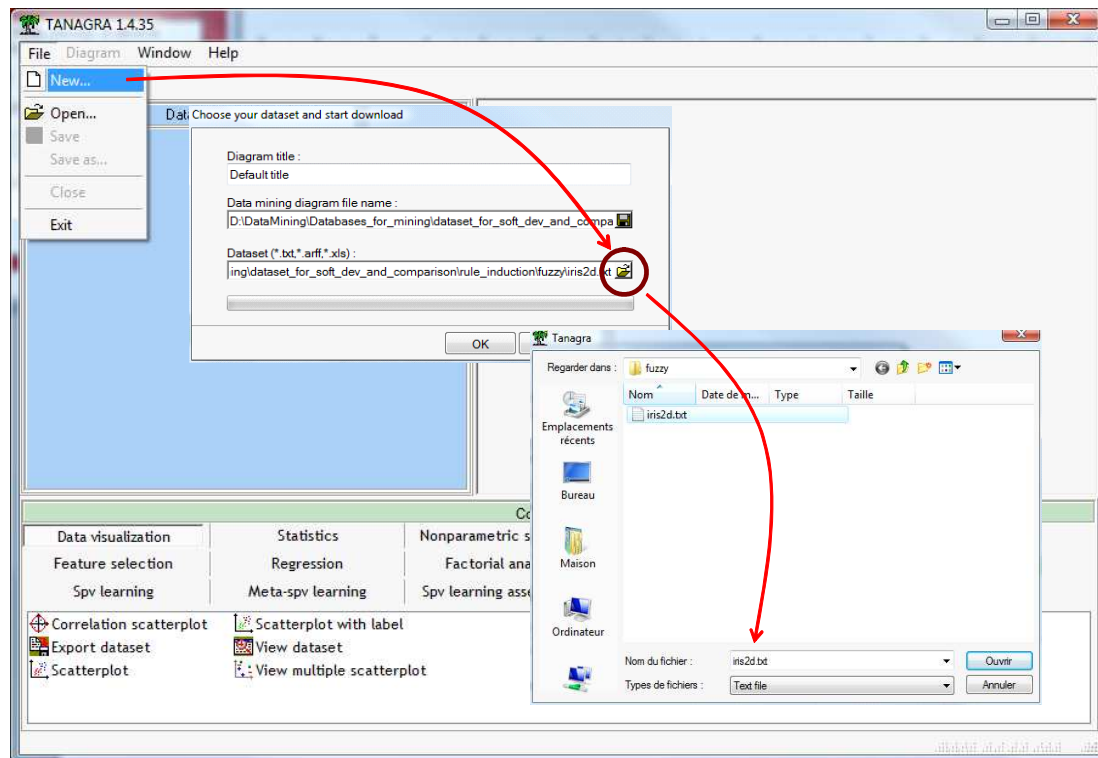 TANAGRA 1.4.35
File Diagram Window Help
New...
Open...
Save
Save as...
Close
Exit
Choose your dataset and start download
Diagram title :
Default title
Data mining diagram file name :
D:\DataMining\Databases_for_mining\dataset_for_soft_dev_and_compa
Dataset (*.txt,*.arff,*.xls) :
ing\dataset_for_soft_dev_and_comparison\rule_induction\fuzzy\iris2d.txt
OK
Tanagra
Regarder dans : fuzzy
Nom Date de m... Type Taille
iris2d.txt
Emplacements
récents
Bureau
Maison
Ordinateur
Nom du fichier : iris2d.txt Ouvrir
Types de fichiers : Text file Annuler
Data visualization Statistics Nonparametric s
Feature selection Regression Factorial ana
Spv learning Meta-spv learning Spv learning asse
Correlation scatterplot Scatterplot with label
Export dataset View dataset
Scatterplot View multiple scatterplot